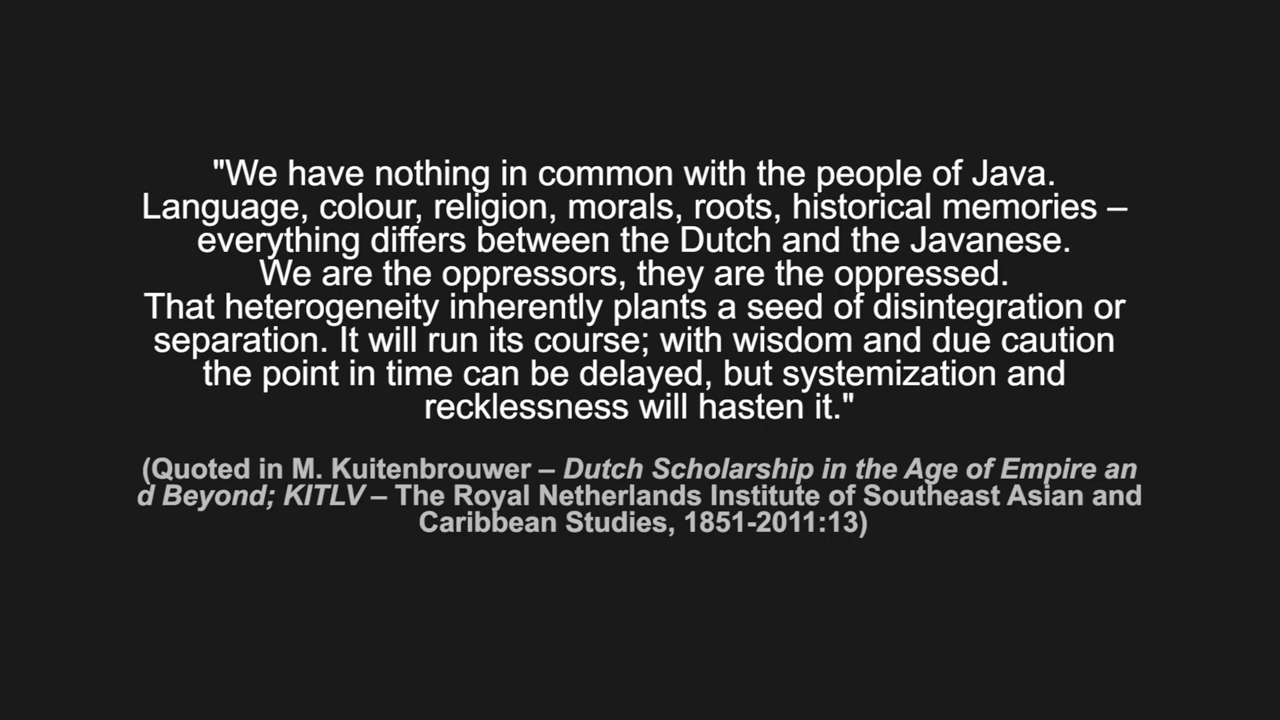 "We have nothing in common with the people of Java.
Language, colour, religion, morals, roots, historical memories –
everything differs between the Dutch and the Javanese.
We are the oppressors, they are the oppressed.
That heterogeneity inherently plants a seed of disintegration or
separation. It will run its course; with wisdom and due caution
the point in time can be delayed, but systemization and
recklessness will hasten it."
(Quoted in M. Kuitenbrouwer – Dutch Scholarship in the Age of Empire an
d Beyond; KITLV – The Royal Netherlands Institute of Southeast Asian and
Caribbean Studies, 1851-2011:13)